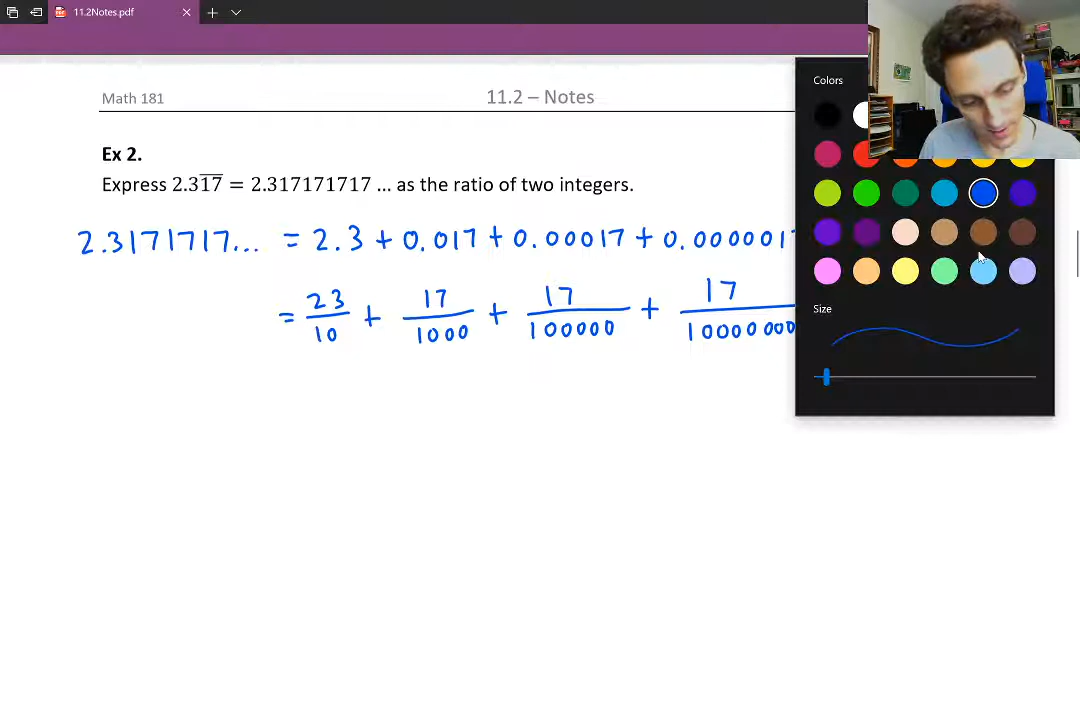 11.2Notes.pdf
Colors
Math 181 11.2 – Notes
Ex 2.
Express 2.3\overline{17} = 2.317171717 ... as the ratio of two integers.
2.3171717... = 2.3 + 0.017 + 0.00017 + 0.0000017
= 23/10 + 17/1000 + 17/100000 + 17/10000000
Size